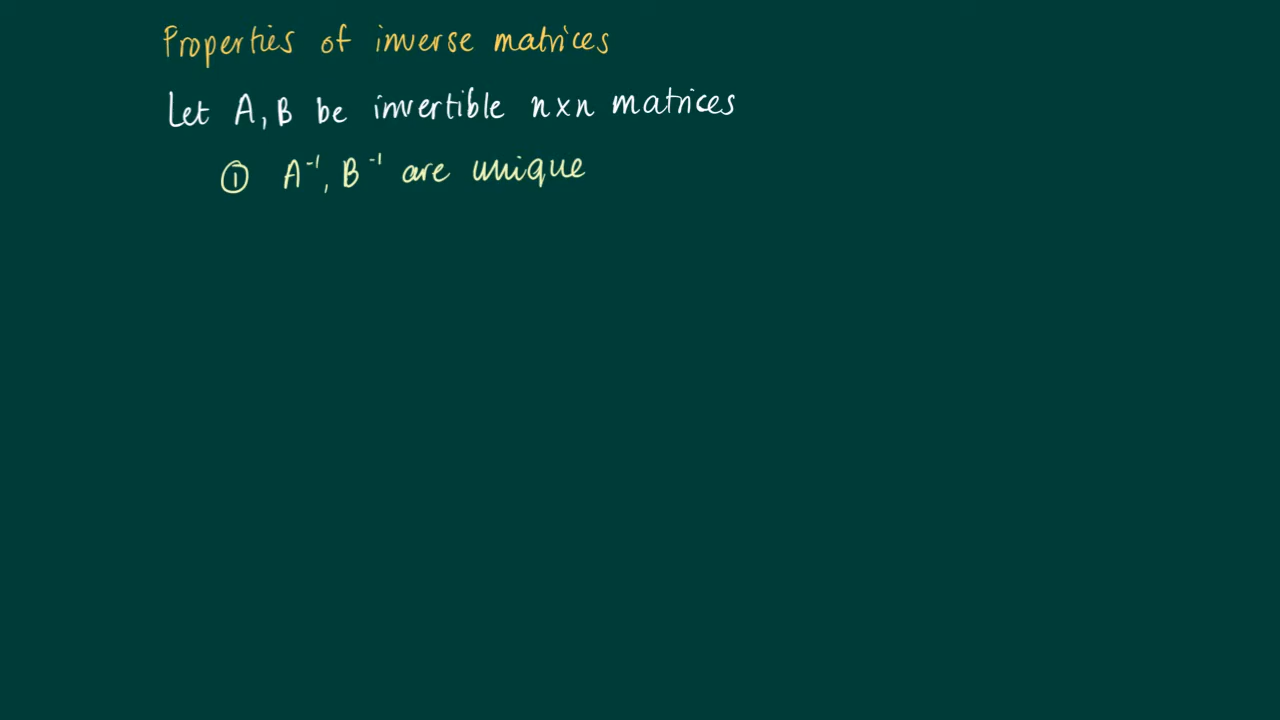 Properties of inverse matrices
Let A, B be invertible n×n matrices
① A⁻¹, B⁻¹ are unique